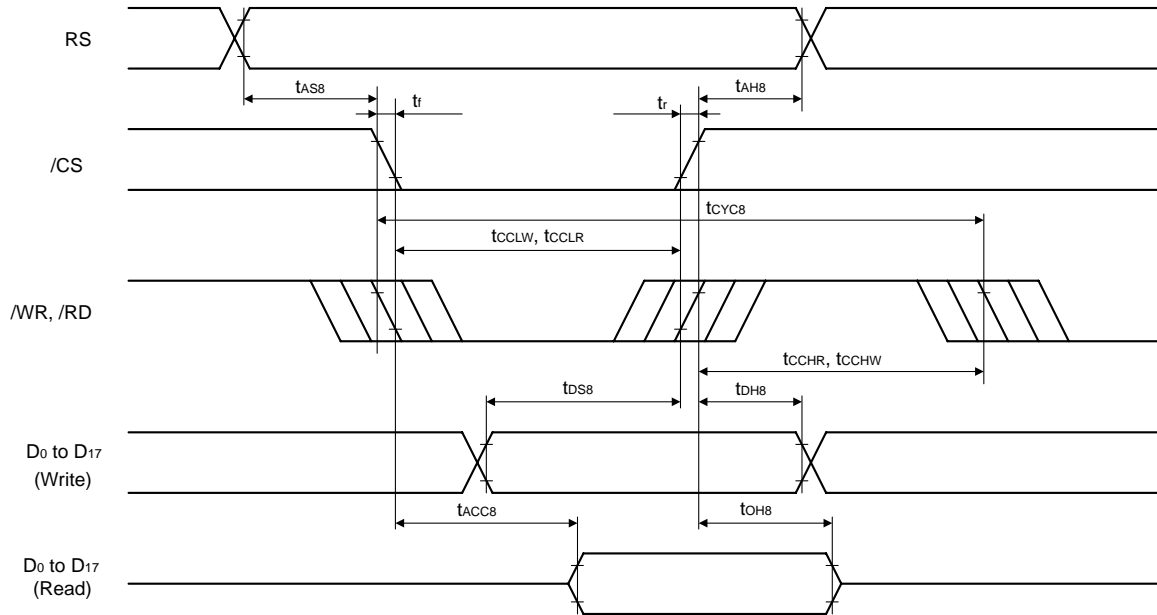 RS
tAS8
tf
tr
tAH8
/CS
tCYC8
tCCLW, tCCLR
/WR, /RD
tCCHR, tCCHW
tDS8
tDH8
D0 to D17
(Write)
tACC8
tOH8
D0 to D17
(Read)